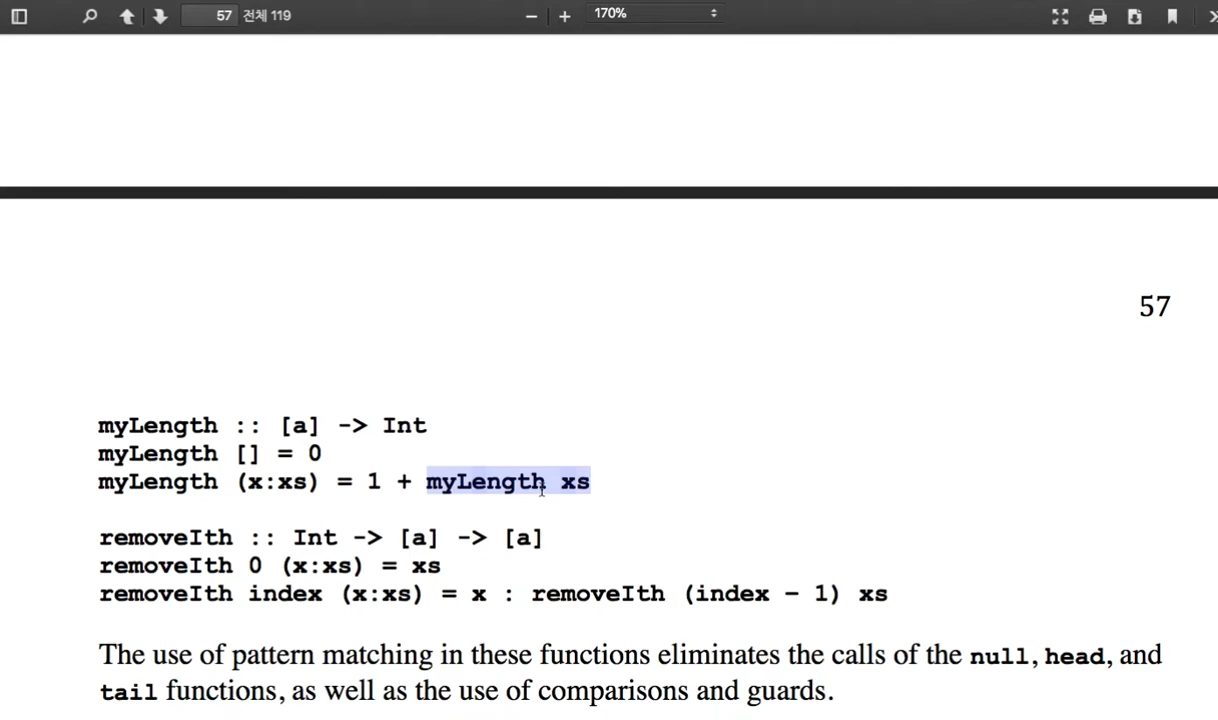 57 전체 119
170%
57
myLength :: [a] -> Int
myLength [] = 0
myLength (x:xs) = 1 + myLength xs
removeIth :: Int -> [a] -> [a]
removeIth 0 (x:xs) = xs
removeIth index (x:xs) = x : removeIth (index – 1) xs
The use of pattern matching in these functions eliminates the calls of the null, head, and
tail functions, as well as the use of comparisons and guards.